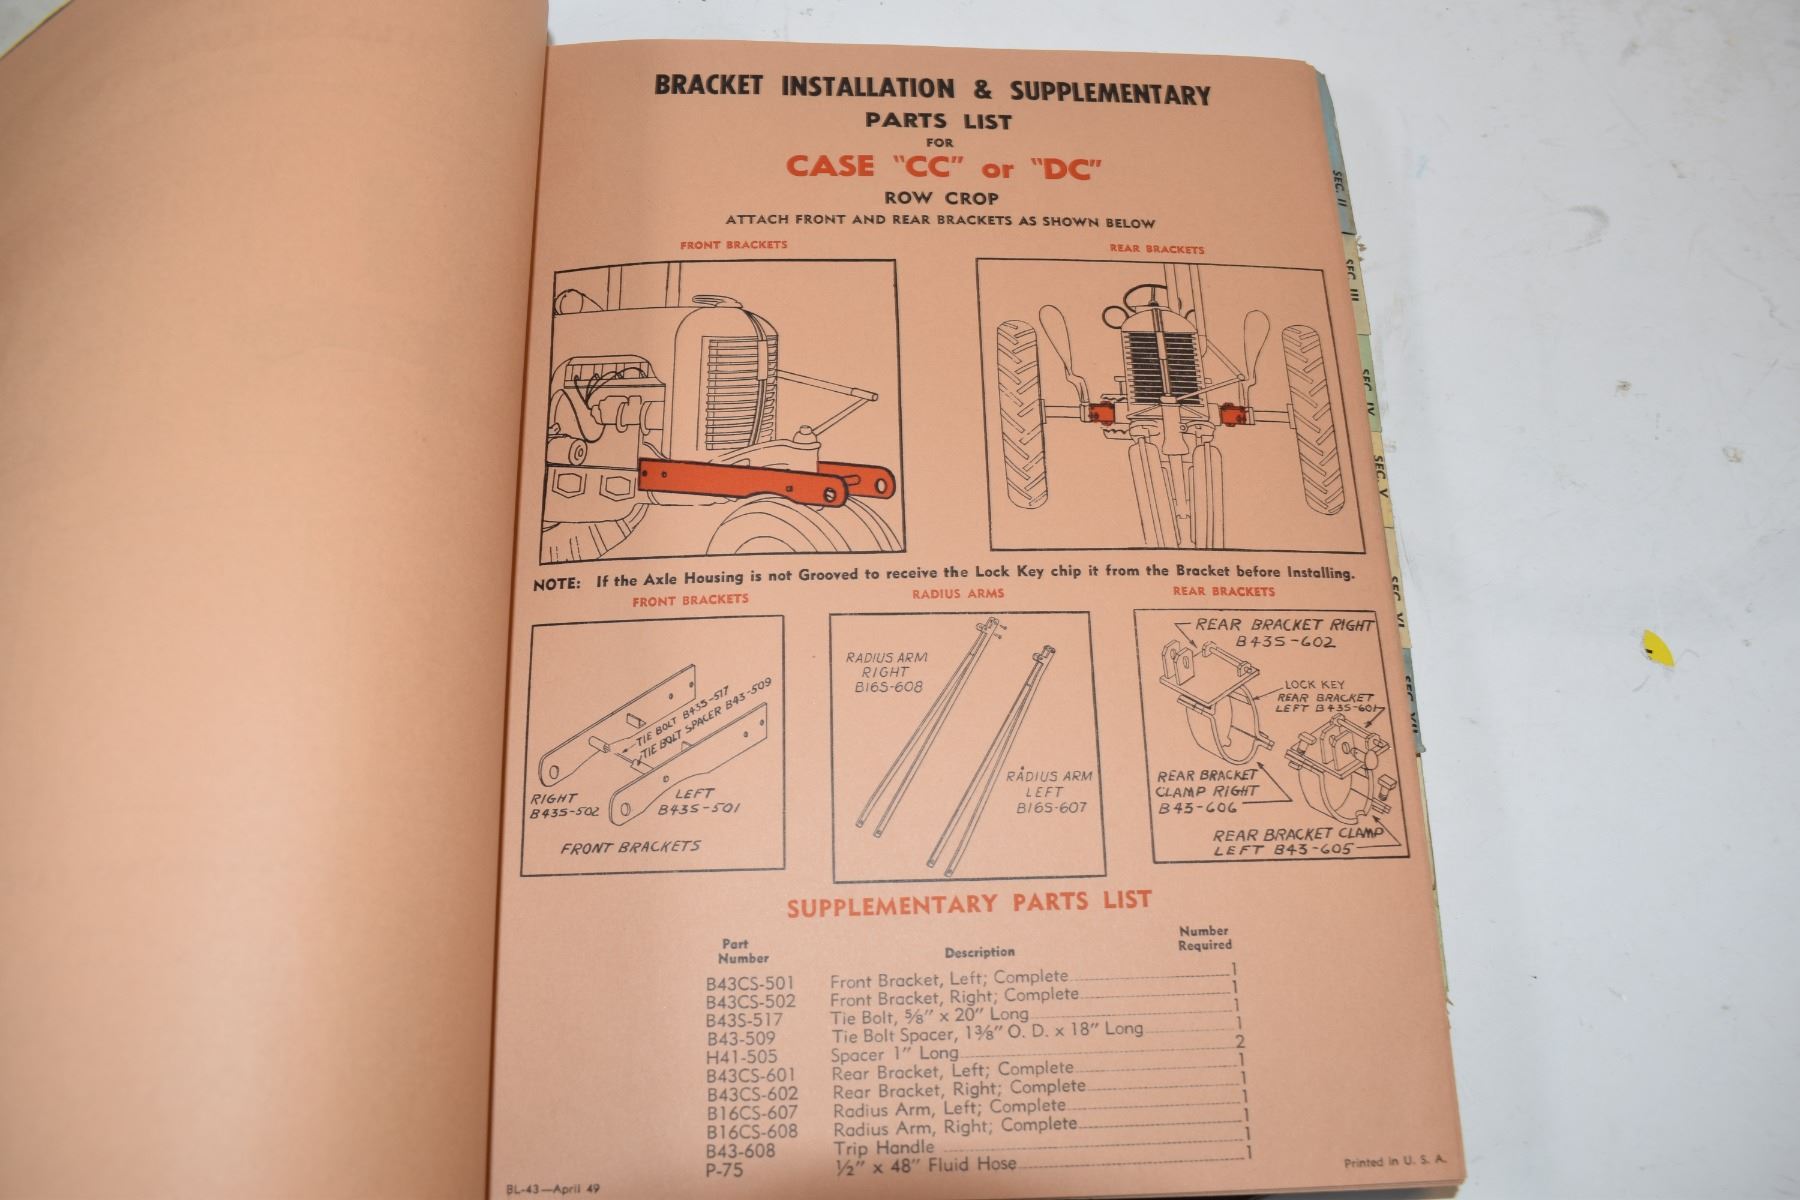 BRACKET INSTALLATION & SUPPLEMENTARY
PARTS LIST
FOR
CASE "CC" or "DC"
ROW CROP
ATTACH FRONT AND REAR BRACKETS AS SHOWN BELOW
FRONT BRACKETS
REAR BRACKETS
NOTE: If the Axle Housing is not Grooved to receive the Lock Key chip it from the Bracket before Installing.
FRONT BRACKETS
RADIUS ARMS
REAR BRACKETS
TIE BOLT B43S-517
TIE BOLT SPACER B43-509
RIGHT
B43S-502
LEFT
B43S-501
FRONT BRACKETS
RADIUS ARM
RIGHT
B16S-608
RADIUS ARM
LEFT
B16S-607
REAR BRACKET RIGHT
B43S-602
LOCK KEY
REAR BRACKET
LEFT B43S-601
REAR BRACKET
CLAMP RIGHT
B43-606
REAR BRACKET CLAMP
LEFT B43-605
SUPPLEMENTARY PARTS LIST
Part Number Description Number Required
B43CS-501 Front Bracket, Left; Complete 1
B43CS-502 Front Bracket, Right; Complete 1
B43S-517 Tie Bolt, 5/8" x 20" Long 1
B43-509 Tie Bolt Spacer, 1 3/8" O. D. x 18" Long 1
H41-505 Spacer 1" Long 2
B43CS-601 Rear Bracket, Left; Complete 1
B43CS-602 Rear Bracket, Right; Complete 1
B16CS-607 Radius Arm, Left; Complete 1
B16CS-608 Radius Arm, Right; Complete 1
B43-608 Trip Handle 1
P-75 1/2" x 48" Fluid Hose 1
BL-43—April 49
Printed in U. S. A.
SEC. II
SEC. III
SEC. IV
SEC. V
SEC. VI
SEC. VII